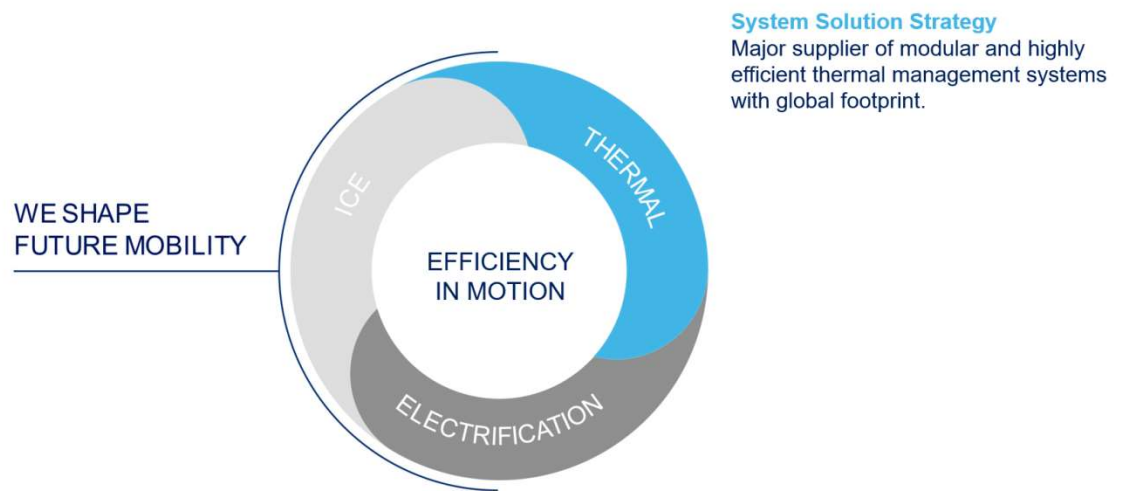 System Solution Strategy
Major supplier of modular and highly
efficient thermal management systems
with global footprint.
WE SHAPE
FUTURE MOBILITY
ICE
THERMAL
EFFICIENCY
IN MOTION
ELECTRIFICATION